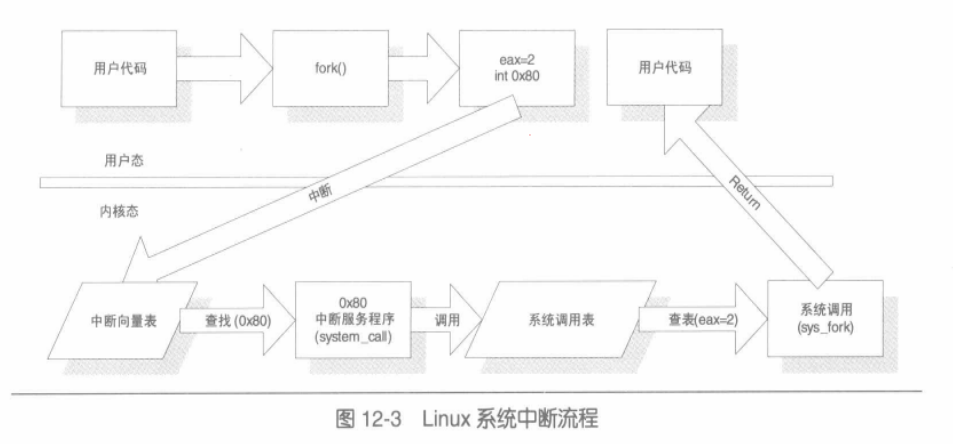 用户代码
fork()
eax=2
int 0x80
用户代码
用户态
中断
Return
内核态
中断向量表
查找 (0x80)
0x80
中断服务程序
(system_call)
调用
系统调用表
查表(eax=2)
系统调用
(sys_fork)
图 12-3 Linux 系统中断流程